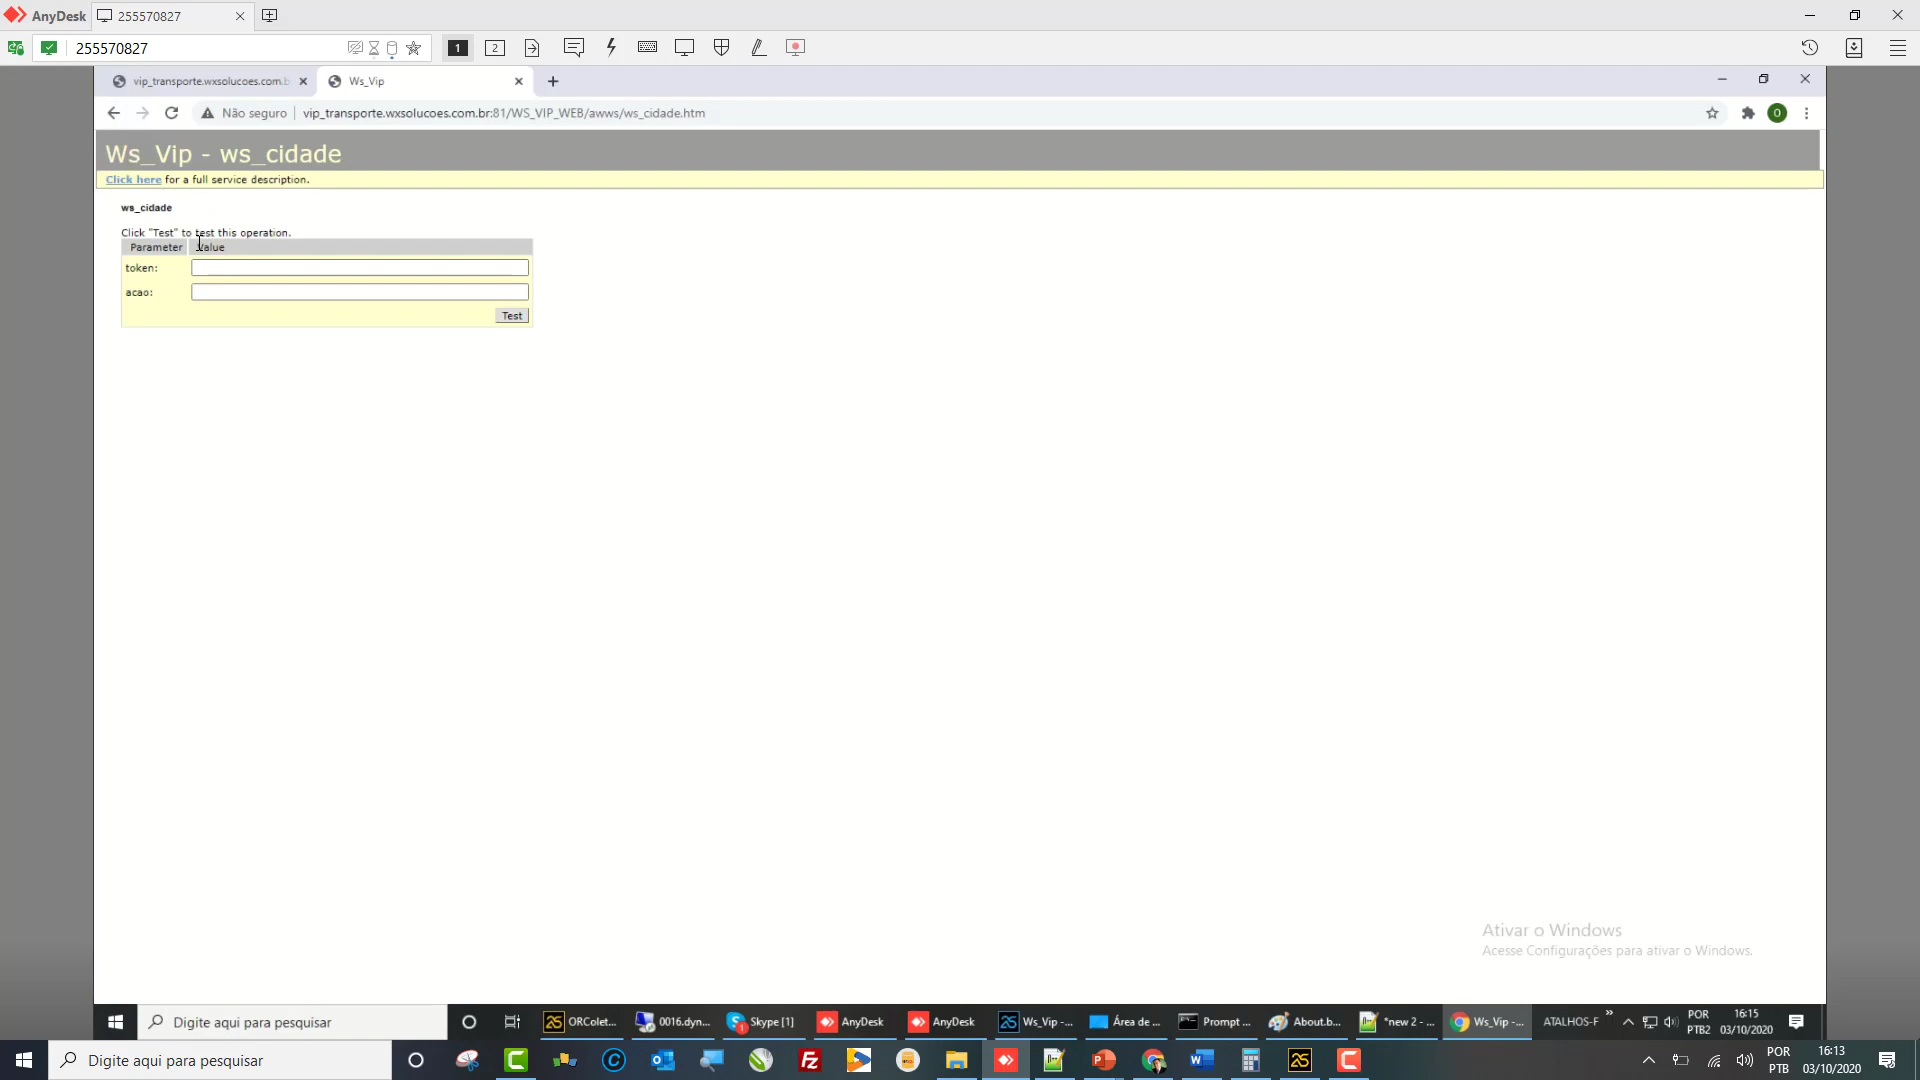 AnyDesk 255570827
255570827 1 2
vip_transporte.wxsolucoes.com.b Ws_Vip
Não seguro vip_transporte.wxsolucoes.com.br:81/WS_VIP_WEB/awws/ws_cidade.htm O
Ws_Vip - ws_cidade
Click here for a full service description.
ws_cidade
Click "Test" to test this operation.
Parameter Value
token:
acao:
Test
Ativar o Windows
Acesse Configurações para ativar o Windows.
Digite aqui para pesquisar ORColet... 0016.dyn... Skype [1] AnyDesk AnyDesk Ws_Vip -... Área de ... Prompt ... About.b... *new 2 - ... Ws_Vip -... ATALHOS-F POR 16:15
PTB2 03/10/2020
Digite aqui para pesquisar POR 16:13
PTB 03/10/2020